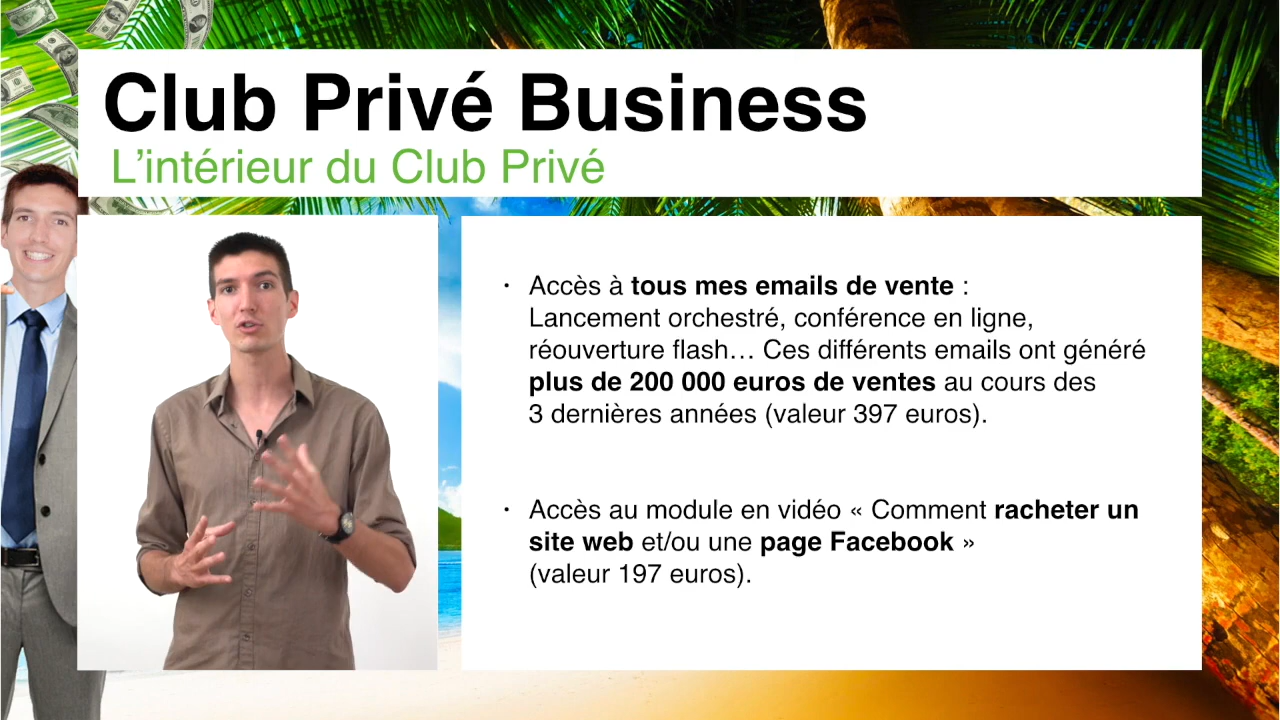 Club Privé Business
L’intérieur du Club Privé
· Accès à tous mes emails de vente :
Lancement orchestré, conférence en ligne,
réouverture flash… Ces différents emails ont généré
plus de 200 000 euros de ventes au cours des
3 dernières années (valeur 397 euros).
· Accès au module en vidéo « Comment racheter un
site web et/ou une page Facebook »
(valeur 197 euros).